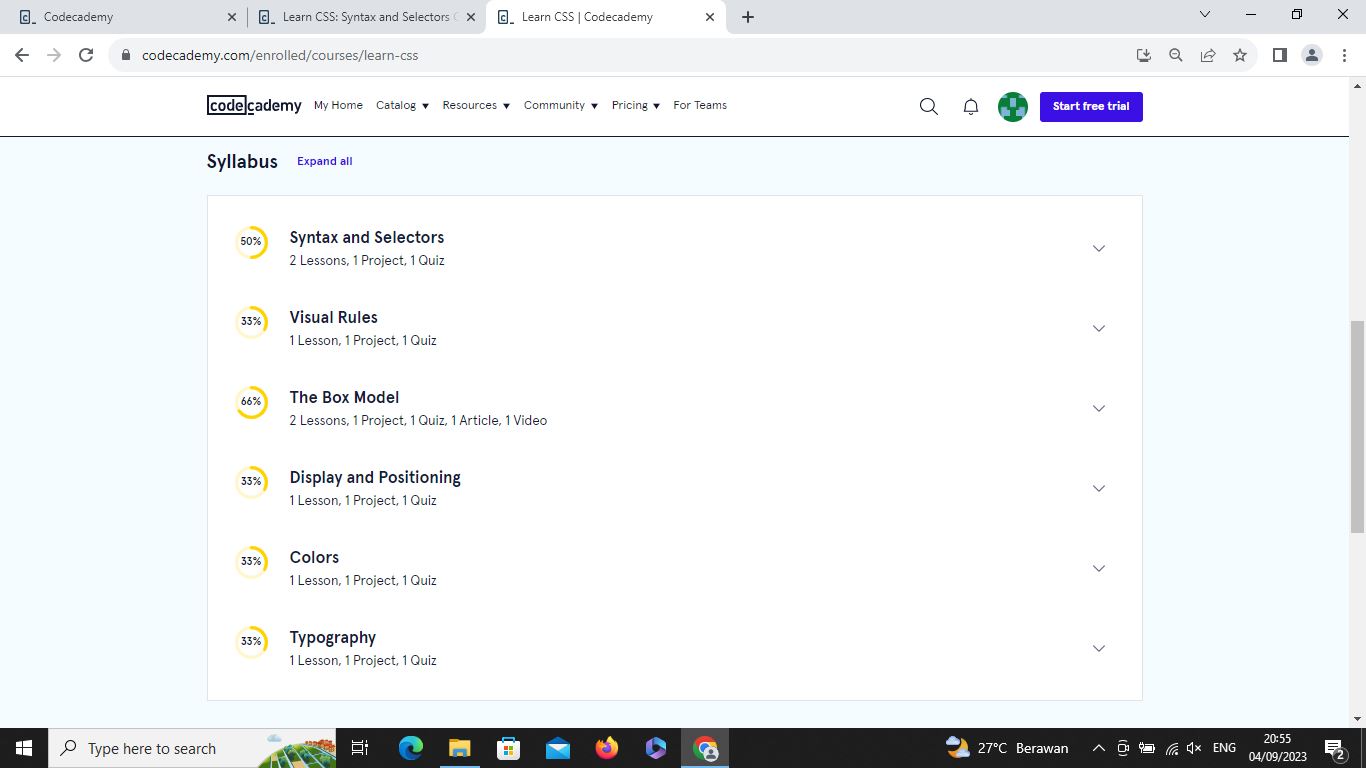 Codecademy
Learn CSS: Syntax and Selectors
Learn CSS | Codecademy
codecademy.com/enrolled/courses/learn-css
codecademy My Home Catalog Resources Community Pricing For Teams Start free trial
Syllabus Expand all
50% Syntax and Selectors
2 Lessons, 1 Project, 1 Quiz
33% Visual Rules
1 Lesson, 1 Project, 1 Quiz
66% The Box Model
2 Lessons, 1 Project, 1 Quiz, 1 Article, 1 Video
33% Display and Positioning
1 Lesson, 1 Project, 1 Quiz
33% Colors
1 Lesson, 1 Project, 1 Quiz
33% Typography
1 Lesson, 1 Project, 1 Quiz
Type here to search
27°C Berawan
ENG
20:55
04/09/2023
2